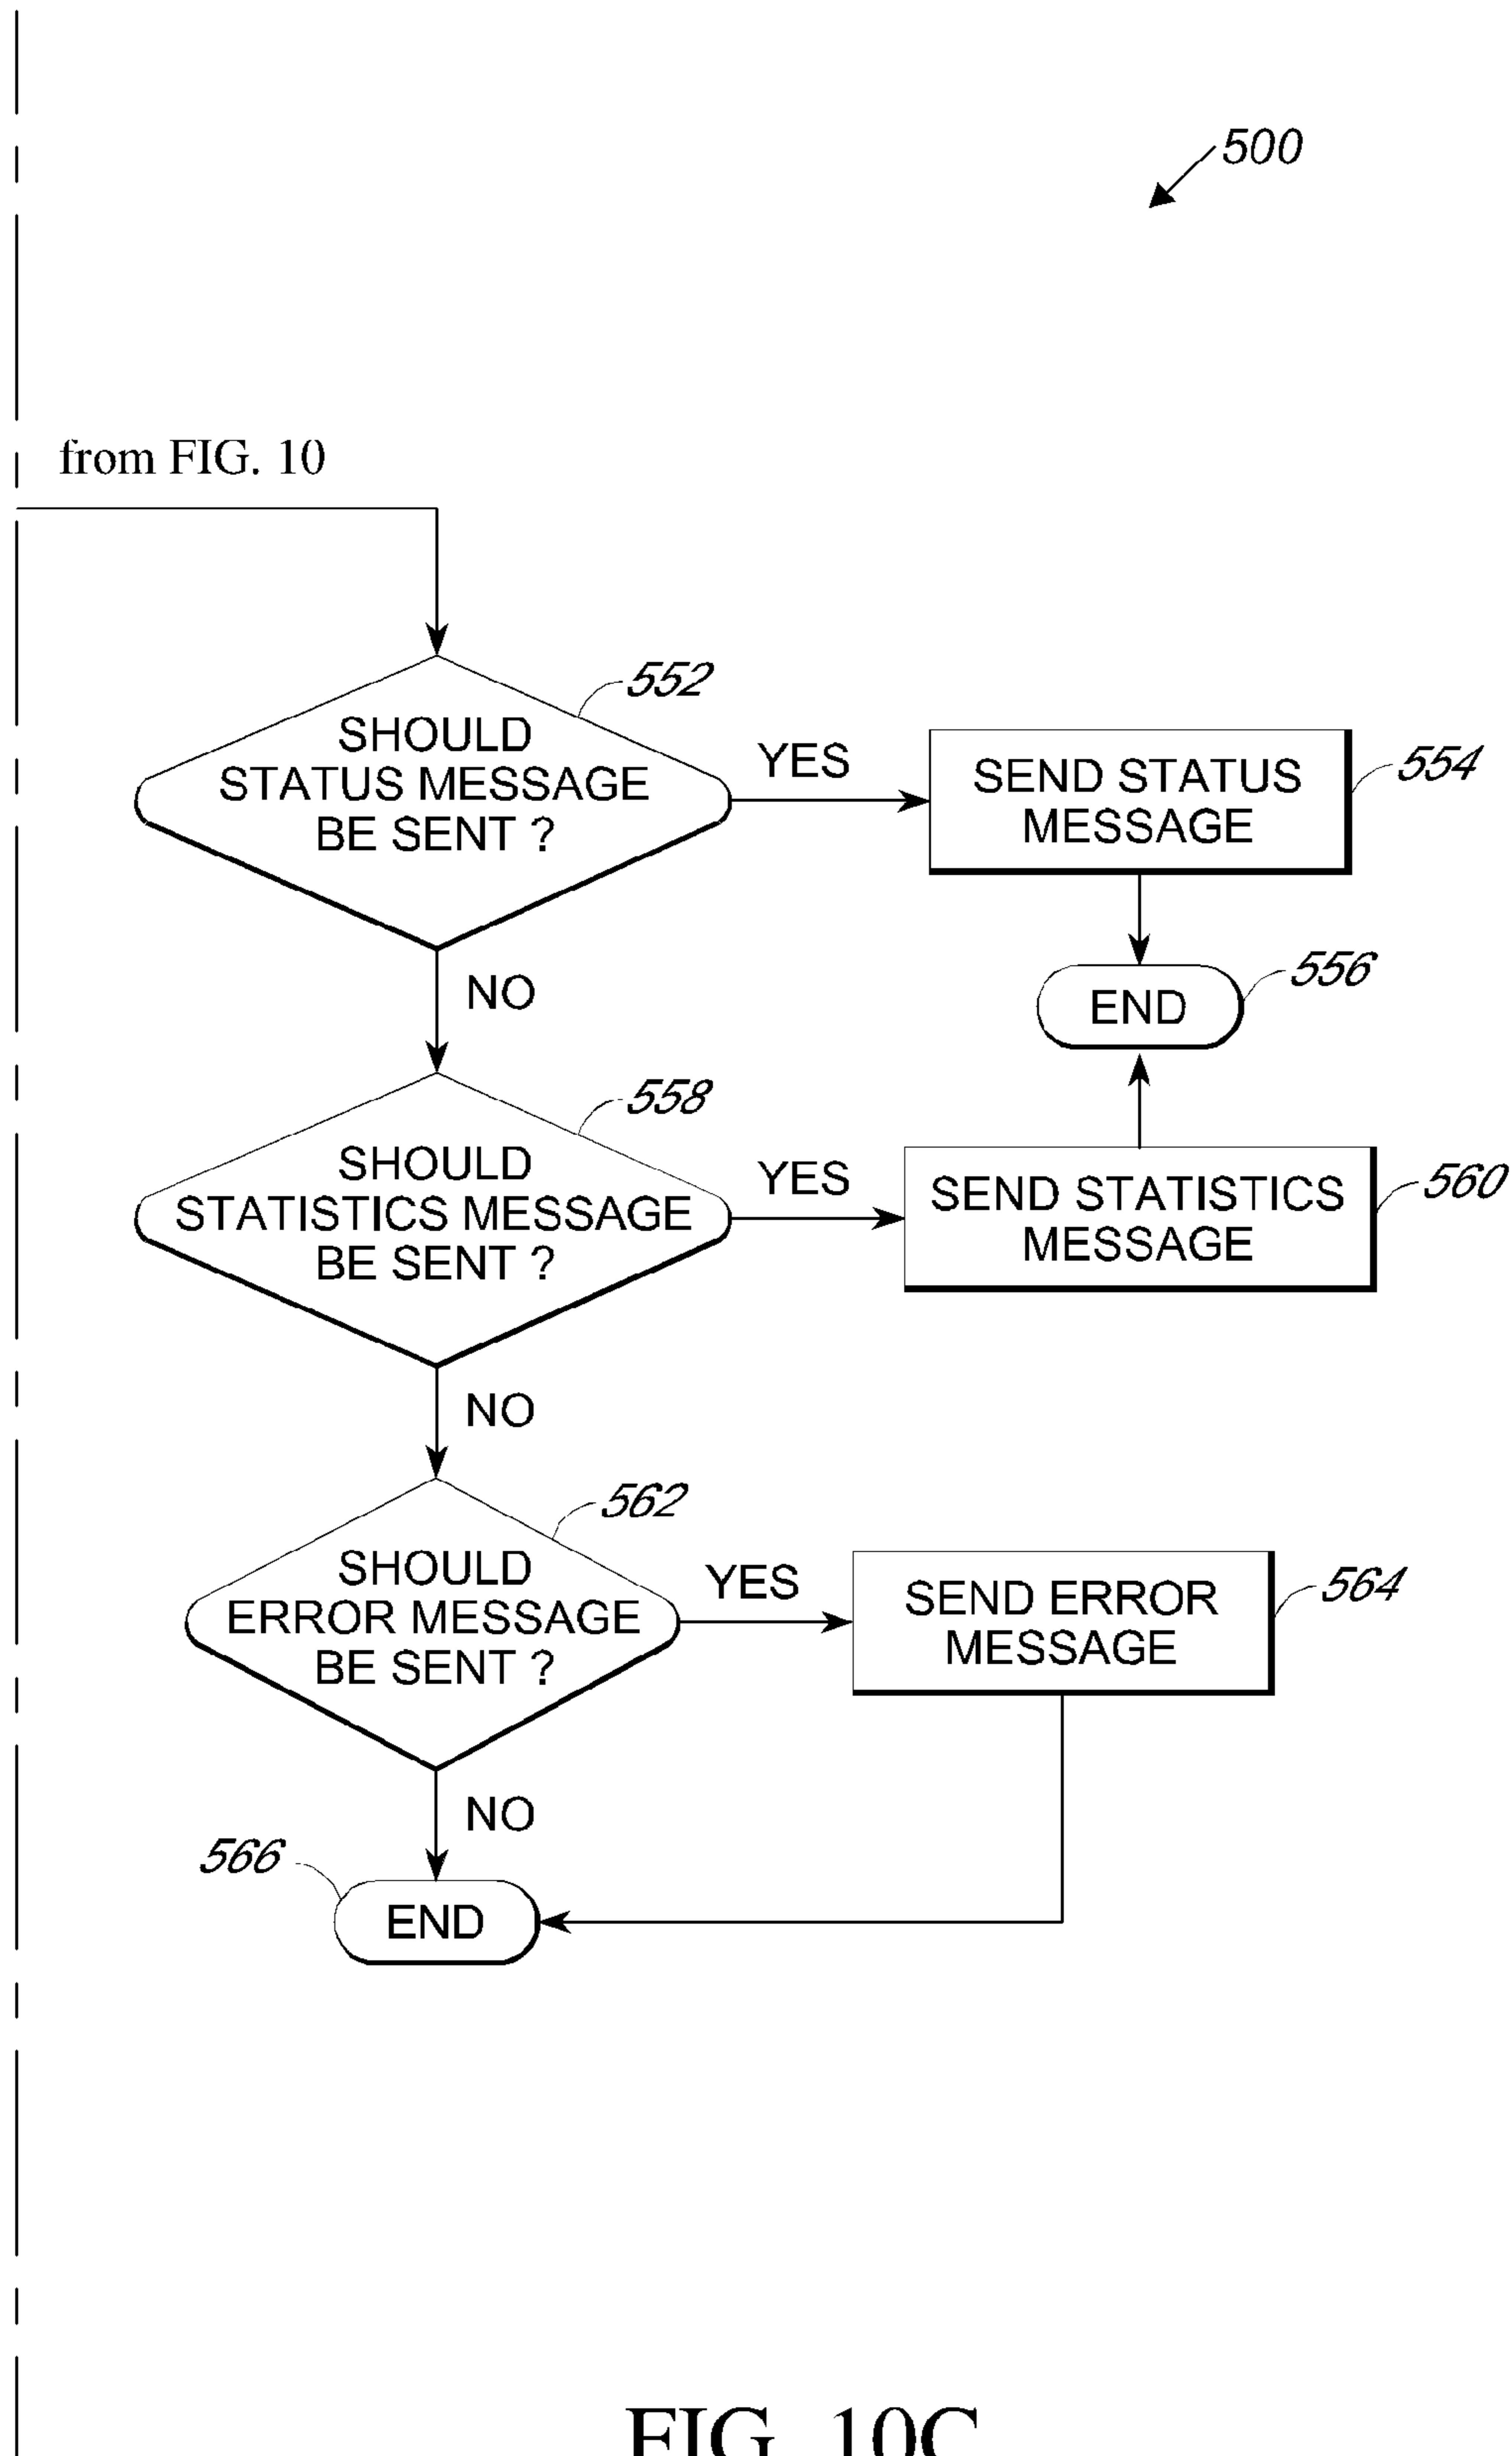 500
from FIG. 10
552
SHOULD
STATUS MESSAGE
BE SENT ?
YES
SEND STATUS
MESSAGE
554
NO
END
556
558
SHOULD
STATISTICS MESSAGE
BE SENT ?
YES
SEND STATISTICS
MESSAGE
560
NO
562
SHOULD
ERROR MESSAGE
BE SENT ?
YES
SEND ERROR
MESSAGE
564
NO
566
END
FIG. 10C